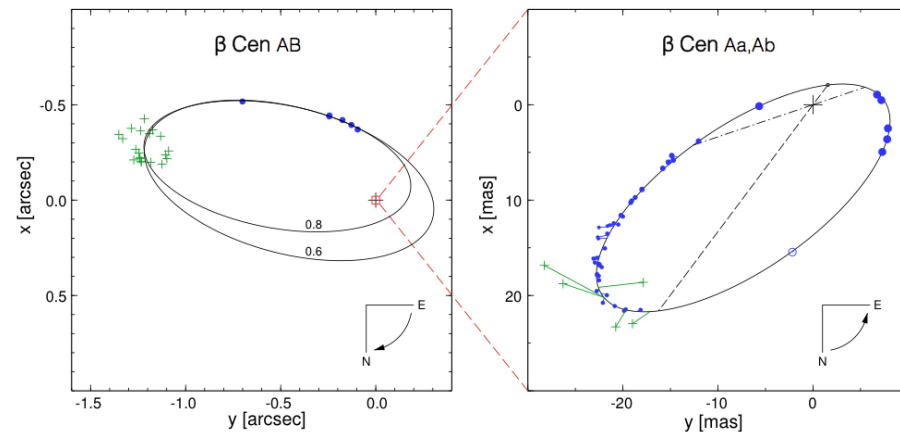 β Cen AB
-0.5
0.0
0.5
x [arcsec]
0.8
0.6
E
N
-1.5
-1.0
-0.5
0.0
y [arcsec]
β Cen Aa,Ab
0
10
20
x [mas]
E
N
-20
-10
0
y [mas]